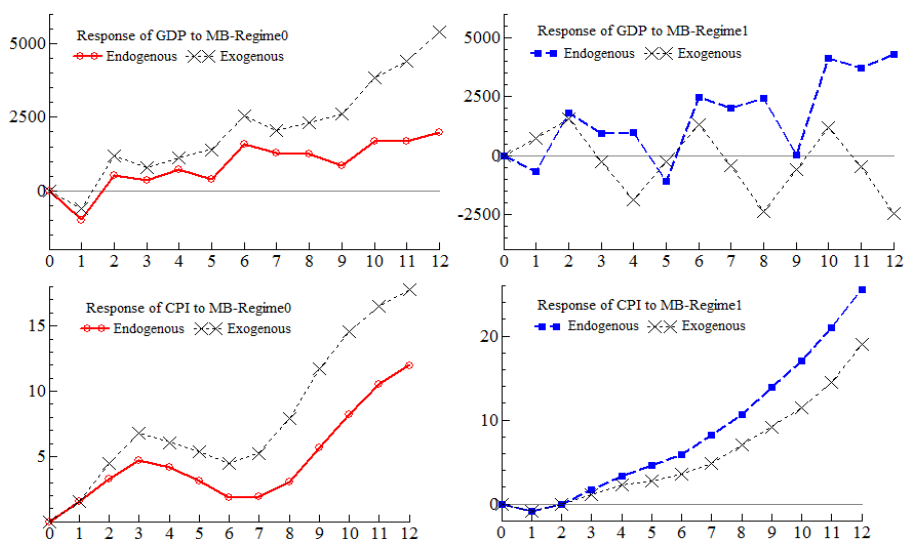 Response of GDP to MB-Regime0
Endogenous Exogenous
5000
2500
0
0 1 2 3 4 5 6 7 8 9 10 11 12
Response of GDP to MB-Regime1
Endogenous Exogenous
5000
2500
0
-2500
0 1 2 3 4 5 6 7 8 9 10 11 12
Response of CPI to MB-Regime0
Endogenous Exogenous
15
10
5
0 1 2 3 4 5 6 7 8 9 10 11 12
Response of CPI to MB-Regime1
Endogenous Exogenous
20
10
0
0 1 2 3 4 5 6 7 8 9 10 11 12